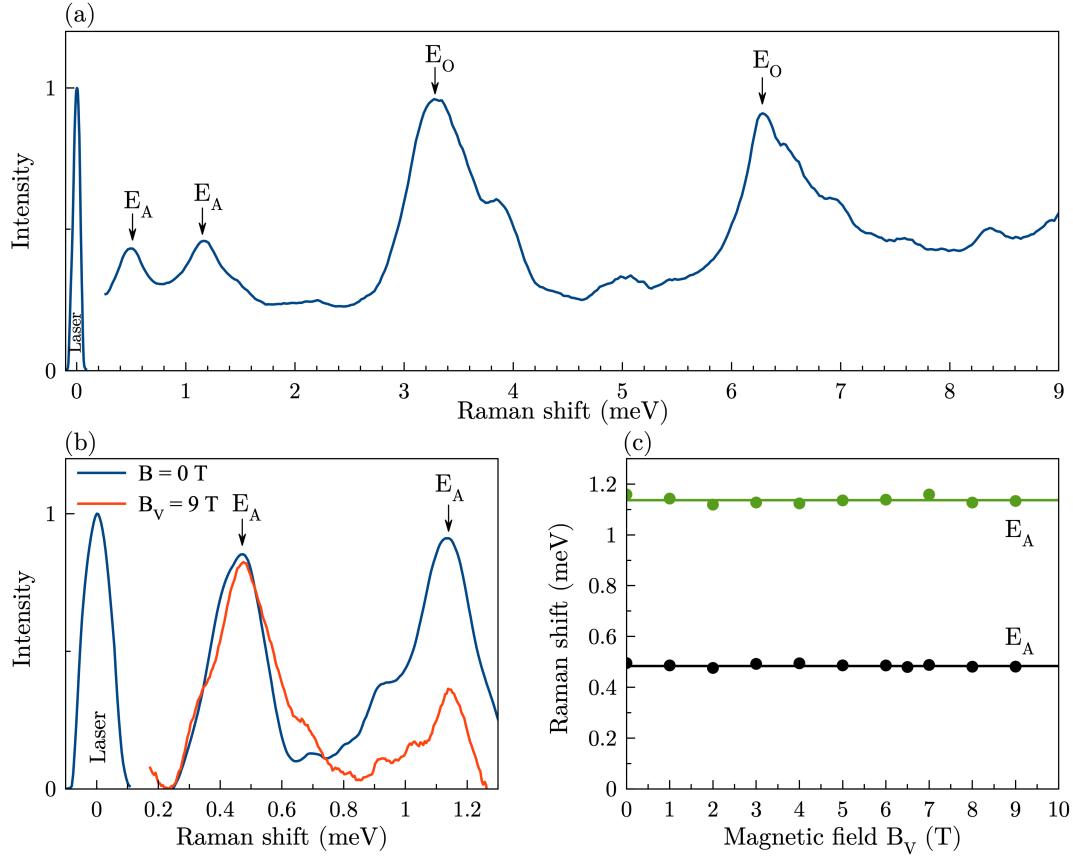 (a)
E_O
E_O
E_A
E_A
1
0
Intensity
Laser
0 1 2 3 4 5 6 7 8 9
Raman shift (meV)
(b)
B = 0 T
B_V = 9 T
E_A
E_A
1
0
Intensity
Laser
0 0.2 0.4 0.6 0.8 1 1.2
Raman shift (meV)
(c)
1.2
1
0.8
0.6
0.4
0.2
0
Raman shift (meV)
E_A
E_A
0 1 2 3 4 5 6 7 8 9 10
Magnetic field B_V (T)